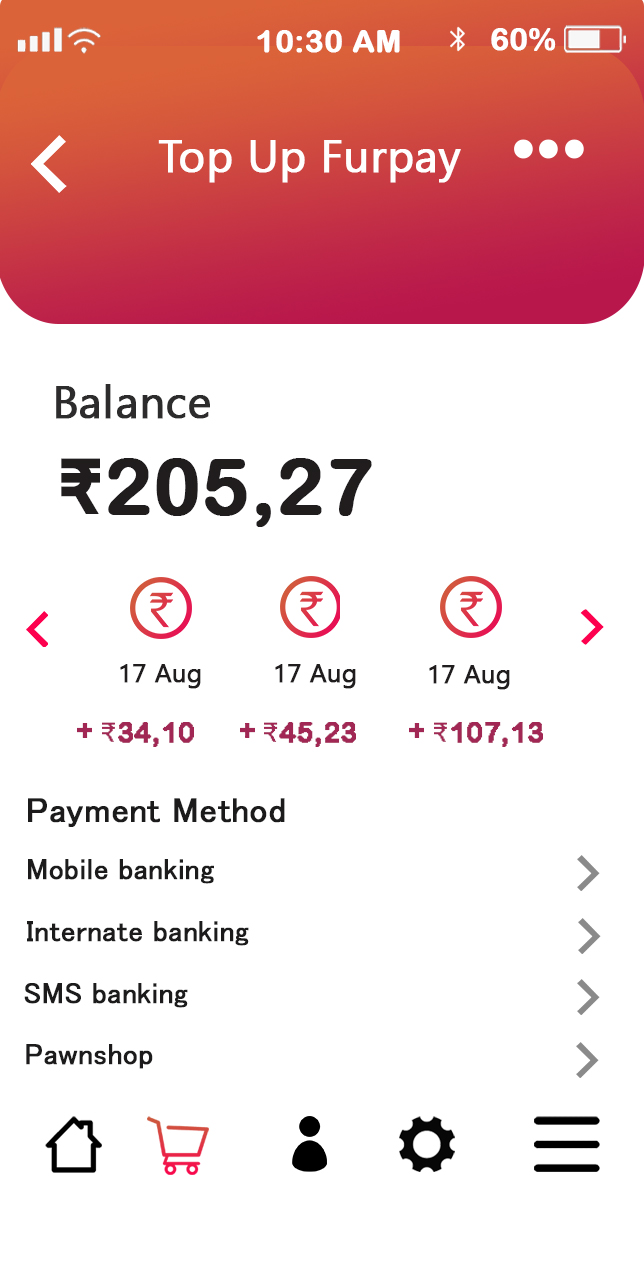 10:30 AM 60%
Top Up Furpay
Balance
₹205,27
17 Aug 17 Aug 17 Aug
+ ₹34,10 + ₹45,23 + ₹107,13
Payment Method
Mobile banking
Internate banking
SMS banking
Pawnshop